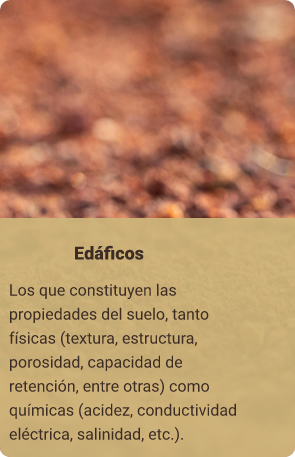 Edáficos
Los que constituyen las
propiedades del suelo, tanto
físicas (textura, estructura,
porosidad, capacidad de
retención, entre otras) como
químicas (acidez, conductividad
eléctrica, salinidad, etc.).